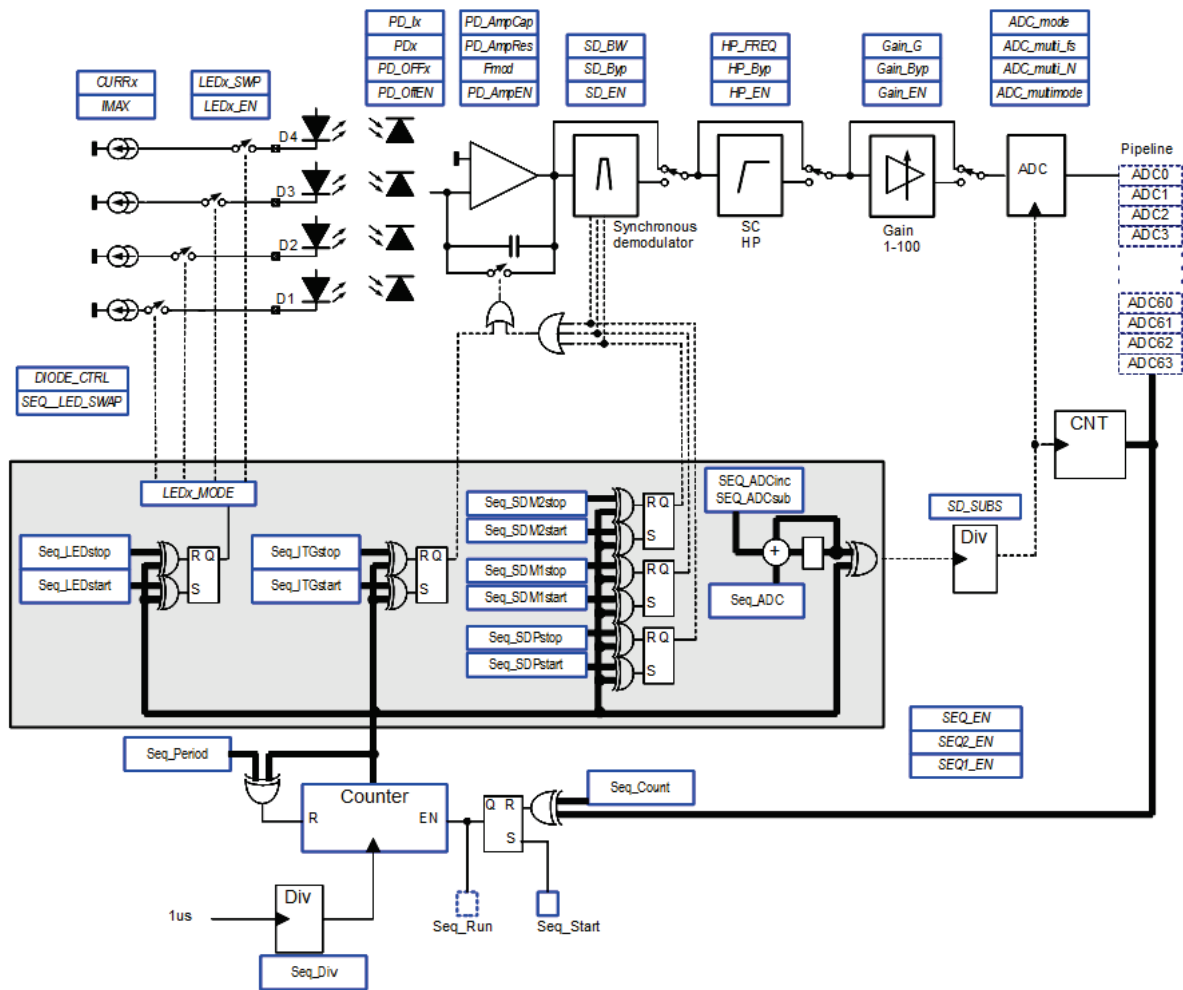 PD_Ix
PDx
PD_OFFx
PD_OffEN
PD_AmpCap
PD_AmpRes
Fmod
PD_AmpEN
SD_BW
SD_Byp
SD_EN
HP_FREQ
HP_Byp
HP_EN
Gain_G
Gain_Byp
Gain_EN
ADC_mode
ADC_multi_fs
ADC_multi_N
ADC_multimode
CURRx
IMAX
LEDx_SWP
LEDx_EN
D4
D3
D2
D1
Synchronous
demodulator
SC
HP
Gain
1-100
ADC
Pipeline
ADC0
ADC1
ADC2
ADC3
ADC60
ADC61
ADC62
ADC63
DIODE_CTRL
SEQ__LED_SWAP
CNT
LEDx_MODE
Seq_LEDstop
Seq_LEDstart
R Q
S
Seq_ITGstop
Seq_ITGstart
R Q
S
Seq_SDM2stop
Seq_SDM2start
R Q
S
Seq_SDM1stop
Seq_SDM1start
R Q
S
Seq_SDPstop
Seq_SDPstart
R Q
S
SEQ_ADCinc
SEQ_ADCsub
+
Seq_ADC
SD_SUBS
Div
SEQ_EN
SEQ2_EN
SEQ1_EN
Seq_Period
Counter
R
EN
Q R
S
Seq_Count
1us
Div
Seq_Div
Seq_Run
Seq_Start